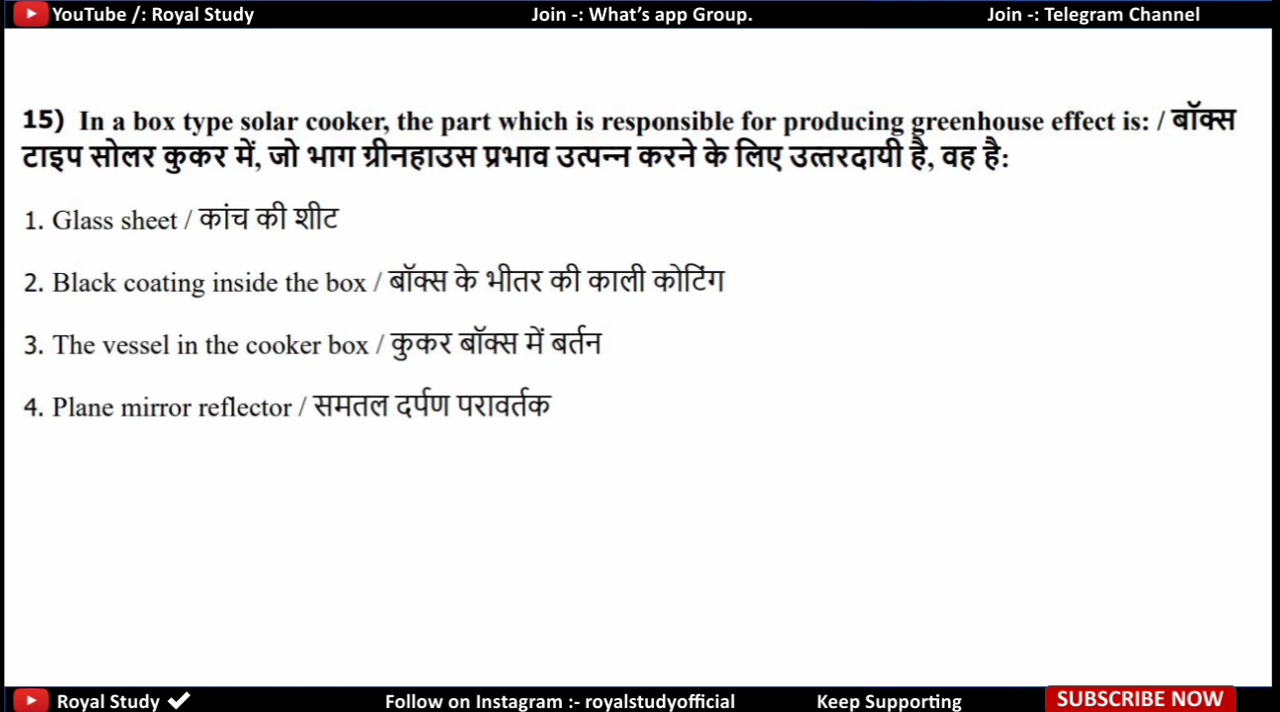 YouTube /: Royal Study Join -: What's app Group. Join -: Telegram Channel
15) In a box type solar cooker, the part which is responsible for producing greenhouse effect is: / बॉक्स
टाइप सोलर कुकर में, जो भाग ग्रीनहाउस प्रभाव उत्पन्न करने के लिए उत्तरदायी है, वह है:
1. Glass sheet / कांच की शीट
2. Black coating inside the box / बॉक्स के भीतर की काली कोटिंग
3. The vessel in the cooker box / कुकर बॉक्स में बर्तन
4. Plane mirror reflector / समतल दर्पण परावर्तक
Royal Study Follow on Instagram :- royalstudyofficial Keep Supporting SUBSCRIBE NOW